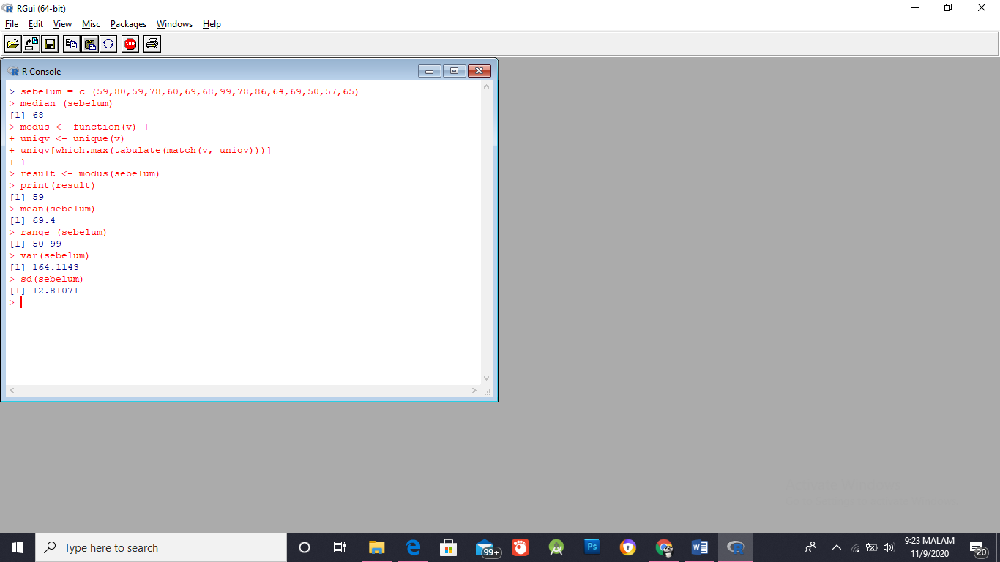 RGui (64-bit)
File Edit View Misc Packages Windows Help
STOP
R Console
> sebelum = c (59,80,59,78,60,69,68,99,78,86,64,69,50,57,65)
> median (sebelum)
[1] 68
> modus <- function(v) {
+ uniqv <- unique(v)
+ uniqv[which.max(tabulate(match(v, uniqv)))]
+ }
> result <- modus(sebelum)
> print(result)
[1] 59
> mean(sebelum)
[1] 69.4
> range (sebelum)
[1] 50 99
> var(sebelum)
[1] 164.1143
> sd(sebelum)
[1] 12.81071
>
Type here to search
99+
Ps
9:23 MALAM
11/9/2020
20